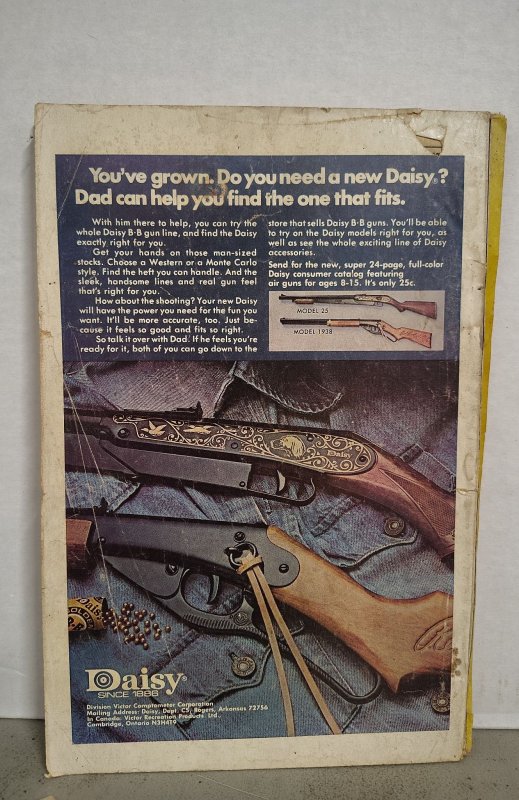 You've grown. Do you need a new Daisy®?
Dad can help you find the one that fits.
With him there to help, you can try the
whole Daisy B·B gun line, and find the Daisy
exactly right for you.
Get your hands on those man-sized
stocks. Choose a Western or a Monte Carlo
style. Find the heft you can handle. And the
sleek, handsome lines and real gun feel
that's right for you.
How about the shooting? Your new Daisy
will have the power you need for the fun you
want. It'll be more accurate, too. Just be-
cause it feels so good and fits so right.
So talk it over with Dad. If he feels you're
ready for it, both of you can go down to the
store that sells Daisy B·B guns. You'll be able
to try on the Daisy models right for you, as
well as see the whole exciting line of Daisy
accessories.
Send for the new, super 24-page, full-color
Daisy consumer catalog featuring
air guns for ages 8-15. It's only 25c.
MODEL 25
MODEL 1938
Daisy
Daisy
Daisy®
SINCE 1886
Division Victor Comptometer Corporation
Mailing Address: Daisy, Dept. CS, Rogers, Arkansas 72756
In Canada: Victor Recreation Products Ltd.,
Cambridge, Ontario N3H4T9